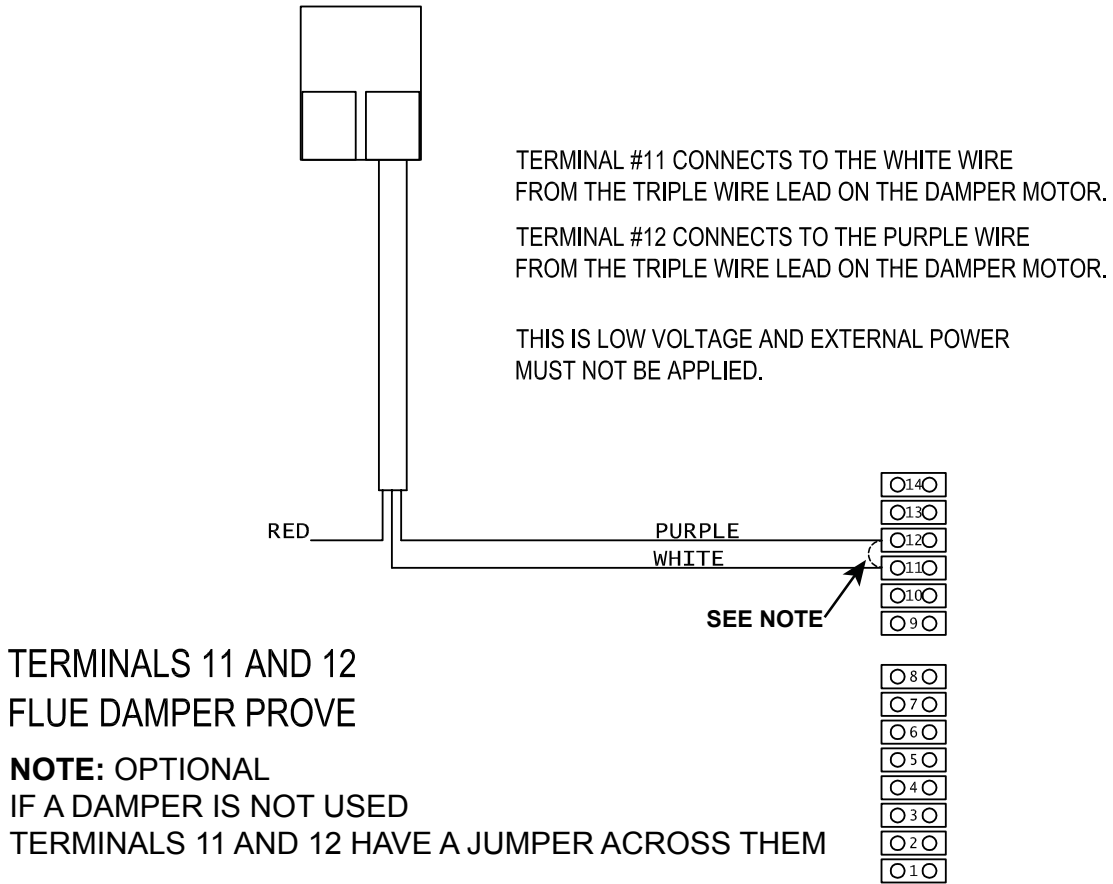 TERMINAL #11 CONNECTS TO THE WHITE WIRE
FROM THE TRIPLE WIRE LEAD ON THE DAMPER MOTOR.
TERMINAL #12 CONNECTS TO THE PURPLE WIRE
FROM THE TRIPLE WIRE LEAD ON THE DAMPER MOTOR.
THIS IS LOW VOLTAGE AND EXTERNAL POWER
MUST NOT BE APPLIED.
RED
PURPLE
WHITE
SEE NOTE
14
13
12
11
10
9
8
7
6
5
4
3
2
1
TERMINALS 11 AND 12
FLUE DAMPER PROVE
NOTE: OPTIONAL
IF A DAMPER IS NOT USED
TERMINALS 11 AND 12 HAVE A JUMPER ACROSS THEM